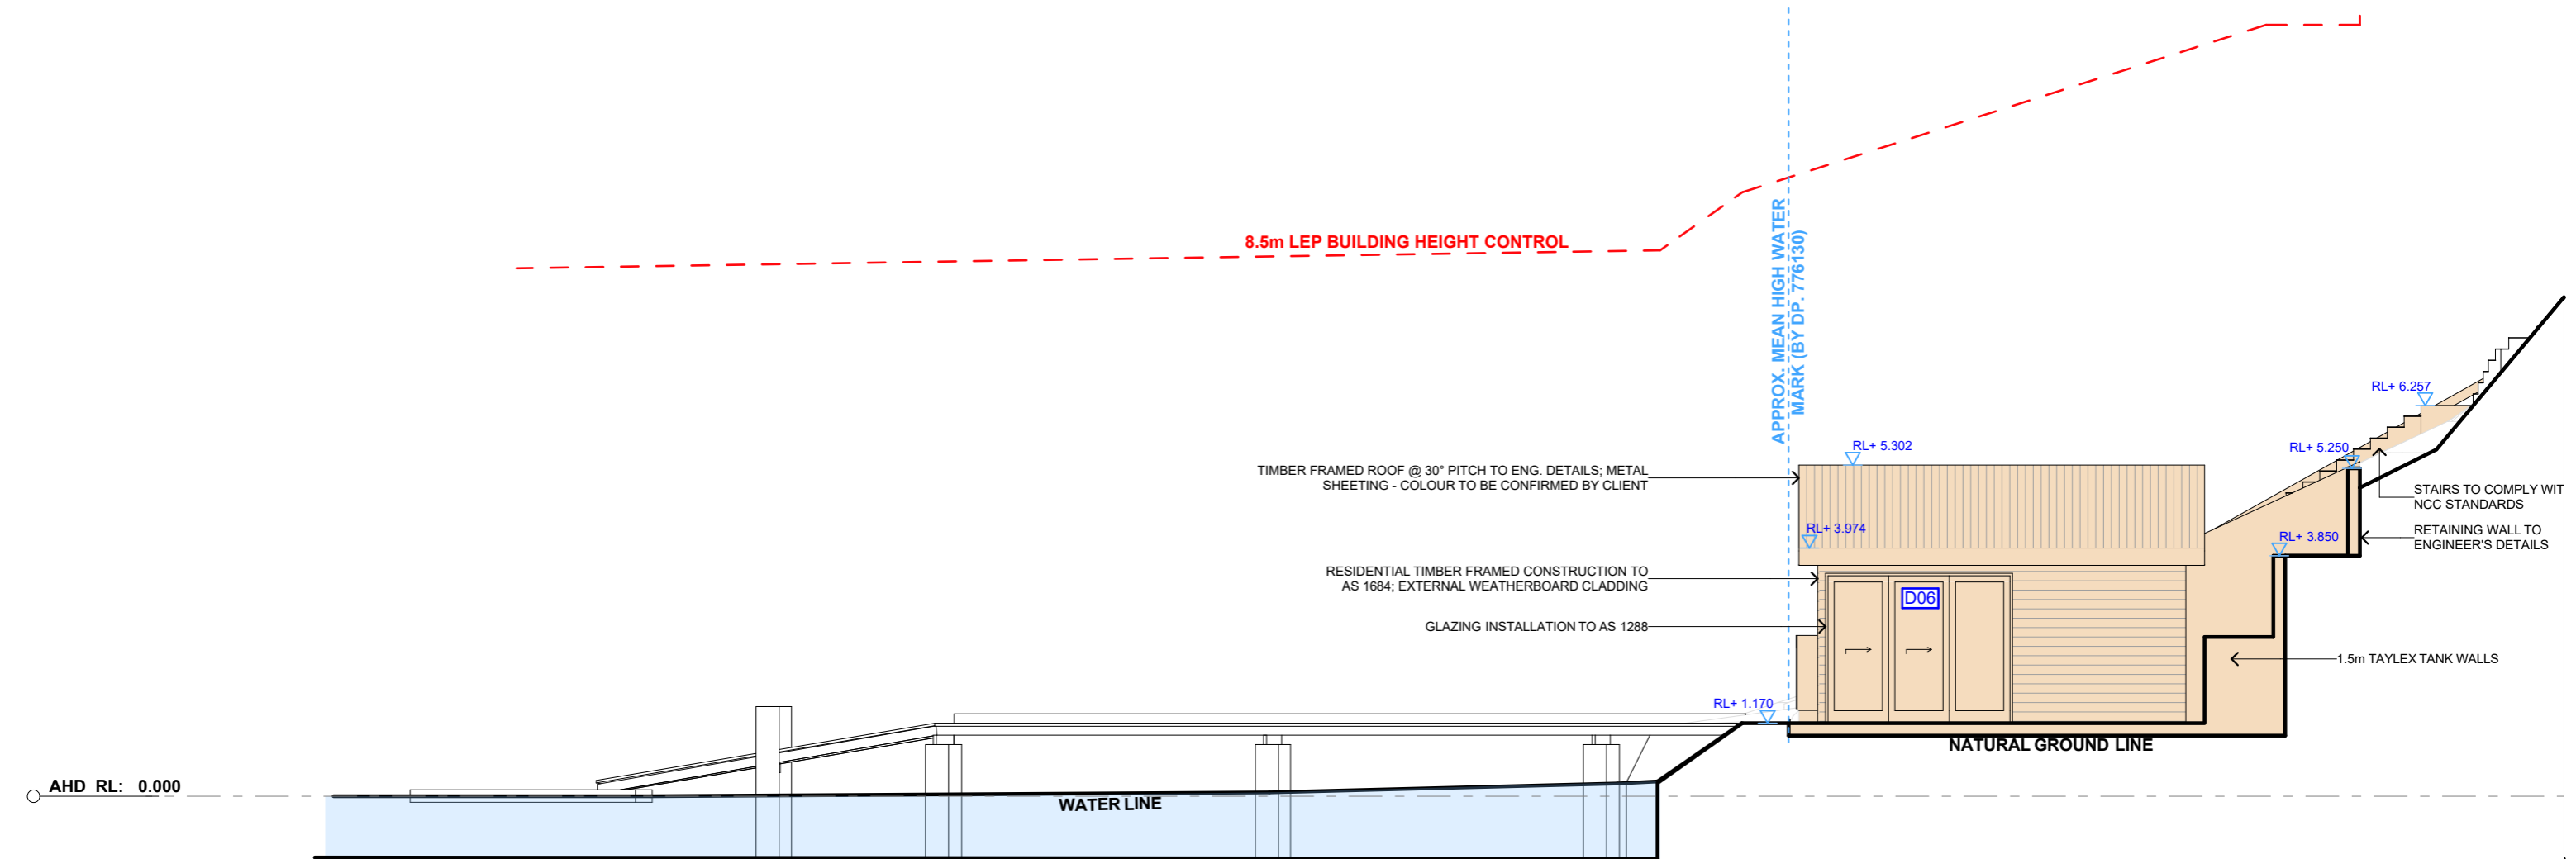 8.5m LEP BUILDING HEIGHT CONTROL
APPROX. MEAN HIGH WATER
MARK (BY DP. 7776130)
RL+ 6.257
RL+ 5.302
RL+ 5.250
TIMBER FRAMED ROOF @ 30° PITCH TO ENG. DETAILS; METAL
SHEETING - COLOUR TO BE CONFIRMED BY CLIENT
STAIRS TO COMPLY WIT
NCC STANDARDS
RL+ 3.974
RL+ 3.850
RETAINING WALL TO
ENGINEER'S DETAILS
RESIDENTIAL TIMBER FRAMED CONSTRUCTION TO
AS 1684; EXTERNAL WEATHERBOARD CLADDING
D06
GLAZING INSTALLATION TO AS 1288
1.5m TAYLEX TANK WALLS
RL+ 1.170
NATURAL GROUND LINE
AHD RL: 0.000
WATER LINE